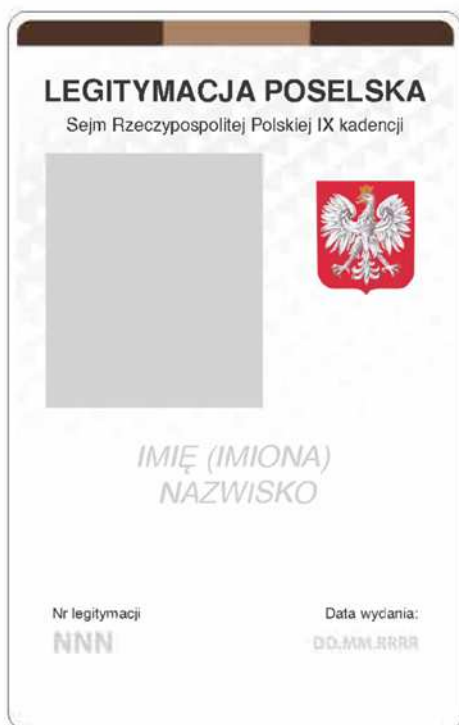 LEGITYMACJA POSELSKA
Sejm Rzeczypospolitej Polskiej IX kadencji
IMIĘ (IMIONA)
NAZWISKO
Nr legitymacji
Data wydania:
NNN
DD.MM.RRRR